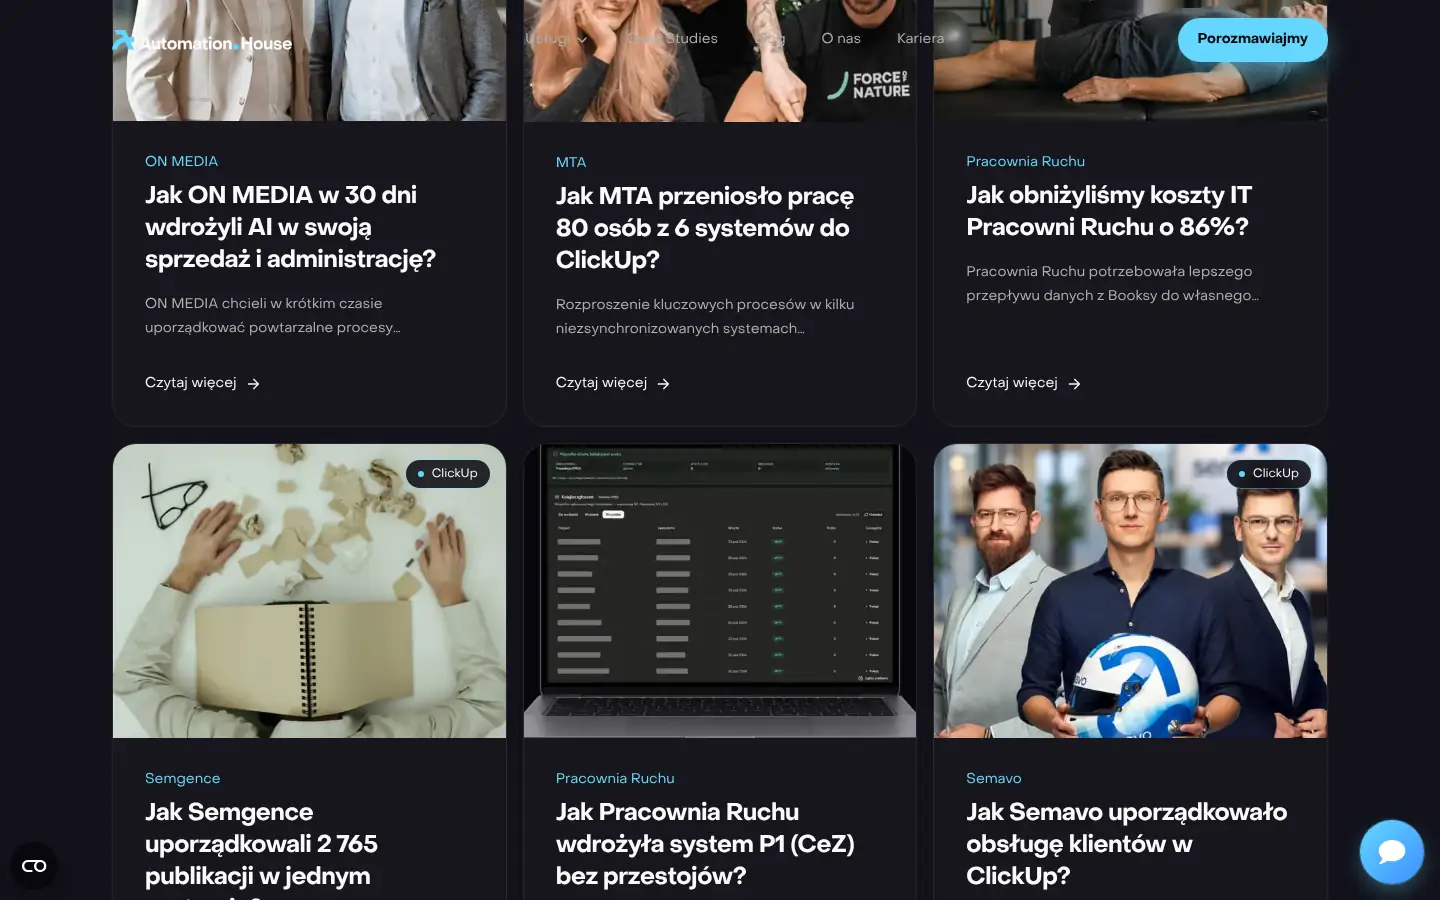 Automation.House
Usługi
Case Studies
Blog
O nas
Kariera
Porozmawiajmy
FORCE OF
NATURE
ON MEDIA
Jak ON MEDIA w 30 dni
wdrożyli AI w swoją
sprzedaż i administrację?
ON MEDIA chcieli w krótkim czasie
uporządkować powtarzalne procesy…
Czytaj więcej
MTA
Jak MTA przeniosło pracę
80 osób z 6 systemów do
ClickUp?
Rozproszenie kluczowych procesów w kilku
niezsynchronizowanych systemach…
Czytaj więcej
Pracownia Ruchu
Jak obniżyliśmy koszty IT
Pracowni Ruchu o 86%?
Pracownia Ruchu potrzebowała lepszego
przepływu danych z Booksy do własnego…
Czytaj więcej
ClickUp
ClickUp
Semgence
Jak Semgence
uporządkowali 2 765
publikacji w jednym
Pracownia Ruchu
Jak Pracownia Ruchu
wdrożyła system P1 (CeZ)
bez przestojów?
Semavo
Jak Semavo uporządkowało
obsługę klientów w
ClickUp?